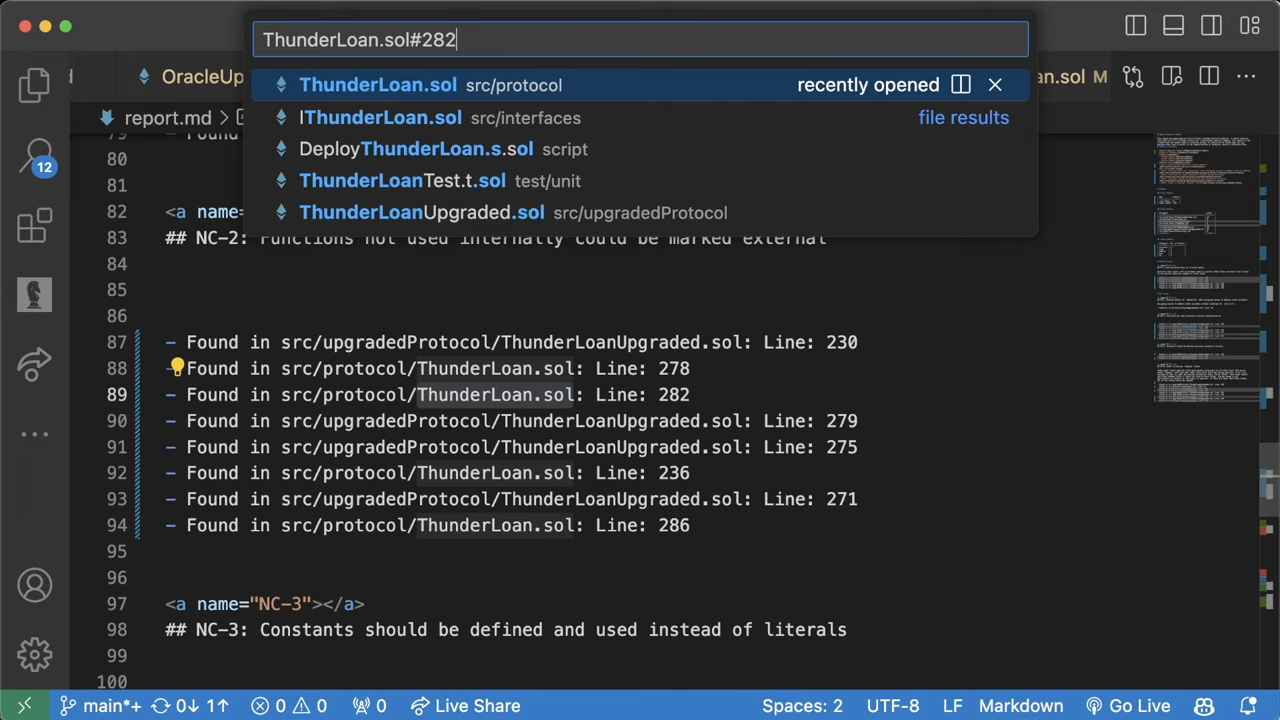 ThunderLoan.sol#282
OracleUp
an.sol M
ThunderLoan.sol src/protocol recently opened
IThunderLoan.sol src/interfaces file results
DeployThunderLoan.s.sol script
ThunderLoanTest.t.sol test/unit
ThunderLoanUpgraded.sol src/upgradedProtocol
report.md >
12
79 - Found
80
81
82 <a name=
83 ## NC-2: Functions not used internally could be marked external
84
85
86
87 - Found in src/upgradedProtocol/ThunderLoanUpgraded.sol: Line: 230
88 - Found in src/protocol/ThunderLoan.sol: Line: 278
89 - Found in src/protocol/ThunderLoan.sol: Line: 282
90 - Found in src/upgradedProtocol/ThunderLoanUpgraded.sol: Line: 279
91 - Found in src/upgradedProtocol/ThunderLoanUpgraded.sol: Line: 275
92 - Found in src/protocol/ThunderLoan.sol: Line: 236
93 - Found in src/upgradedProtocol/ThunderLoanUpgraded.sol: Line: 271
94 - Found in src/protocol/ThunderLoan.sol: Line: 286
95
96
97 <a name="NC-3"></a>
98 ## NC-3: Constants should be defined and used instead of literals
99
100
main*+ 0↓ 1↑ 0 0 0 Live Share Spaces: 2 UTF-8 LF Markdown Go Live